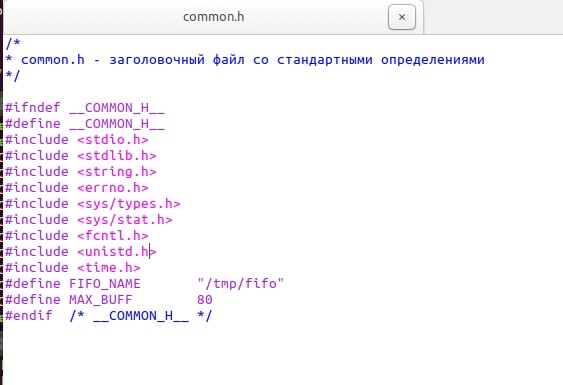 common.h ×
/*
* common.h - заголовочный файл со стандартными определениями
*/
#ifndef __COMMON_H__
#define __COMMON_H__
#include <stdio.h>
#include <stdlib.h>
#include <string.h>
#include <errno.h>
#include <sys/types.h>
#include <sys/stat.h>
#include <fcntl.h>
#include <unistd.h>
#include <time.h>
#define FIFO_NAME       "/tmp/fifo"
#define MAX_BUFF        80
#endif  /* __COMMON_H__ */